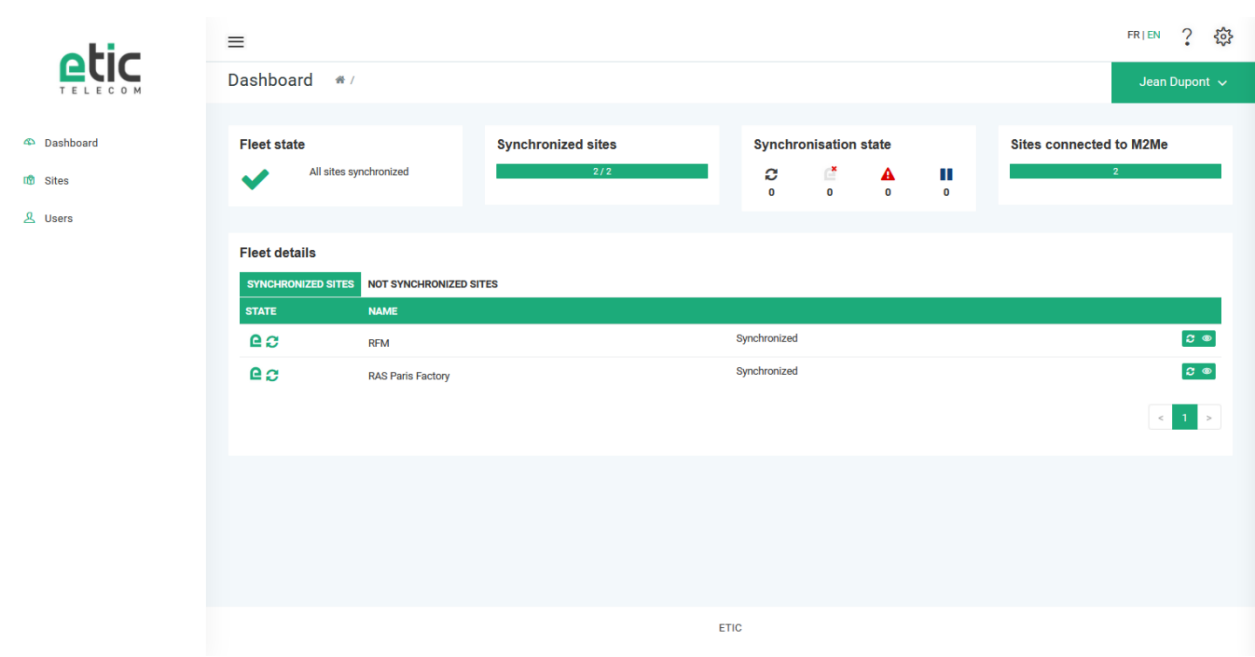 etic
TELECOM
FR | EN
Dashboard /
Jean Dupont
Dashboard
Sites
Users
Fleet state
All sites synchronized
Synchronized sites
2 / 2
Synchronisation state
0 0 0 0
Sites connected to M2Me
2
Fleet details
SYNCHRONIZED SITES NOT SYNCHRONIZED SITES
STATE NAME
RFM Synchronized
RAS Paris Factory Synchronized
< 1 >
ETIC